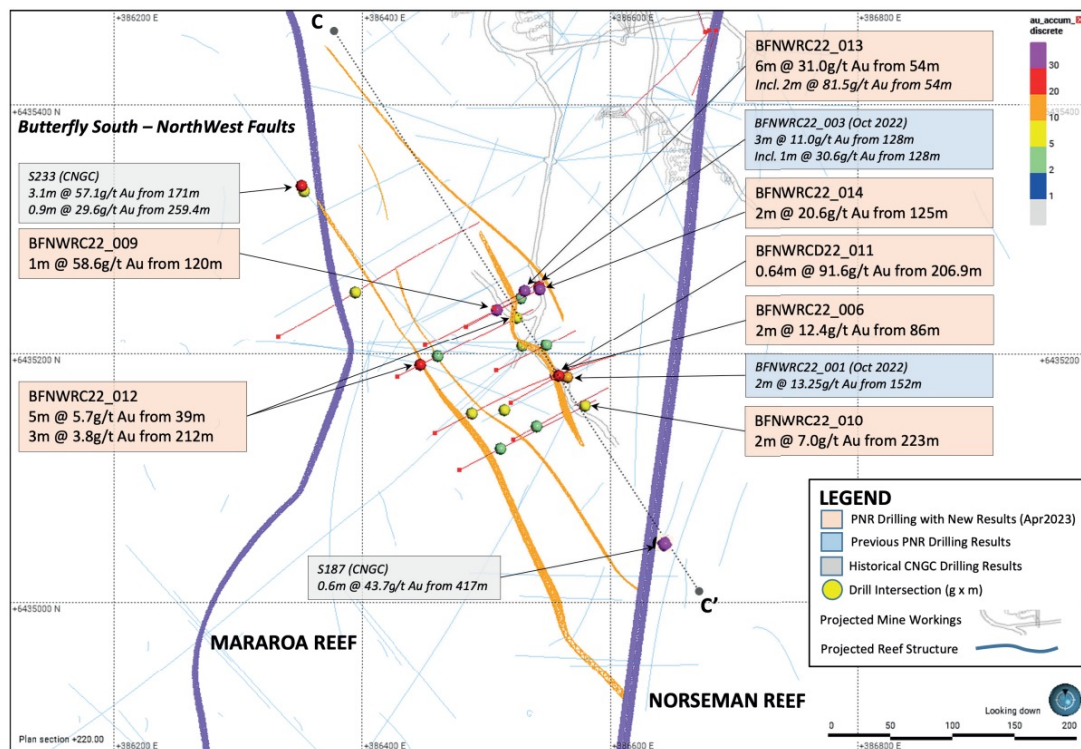 +386200 E
+386400 E
+386600 E
+386800 E
C
au_accum_
discrete
30
20
10
5
2
1
+6435400 N
+6435400
Butterfly South – NorthWest Faults
S233 (CNGC)
3.1m @ 57.1g/t Au from 171m
0.9m @ 29.6g/t Au from 259.4m
BFNWRC22_009
1m @ 58.6g/t Au from 120m
BFNWRC22_012
5m @ 5.7g/t Au from 39m
3m @ 3.8g/t Au from 212m
BFNWRC22_013
6m @ 31.0g/t Au from 54m
Incl. 2m @ 81.5g/t Au from 54m
BFNWRC22_003 (Oct 2022)
3m @ 11.0g/t Au from 128m
Incl. 1m @ 30.6g/t Au from 128m
BFNWRC22_014
2m @ 20.6g/t Au from 125m
BFNWRCD22_011
0.64m @ 91.6g/t Au from 206.9m
BFNWRC22_006
2m @ 12.4g/t Au from 86m
BFNWRC22_001 (Oct 2022)
2m @ 13.25g/t Au from 152m
BFNWRC22_010
2m @ 7.0g/t Au from 223m
+6435200 N
+6435200 N
S187 (CNGC)
0.6m @ 43.7g/t Au from 417m
C'
+6435000 N
MARAROA REEF
NORSEMAN REEF
LEGEND
PNR Drilling with New Results (Apr2023)
Previous PNR Drilling Results
Historical CNGC Drilling Results
Drill Intersection (g x m)
Projected Mine Workings
Projected Reef Structure
Looking down
0 50 100 150 200
Plan section +220.00
+386200 E
+386400 E
+386600 E
+386800 E